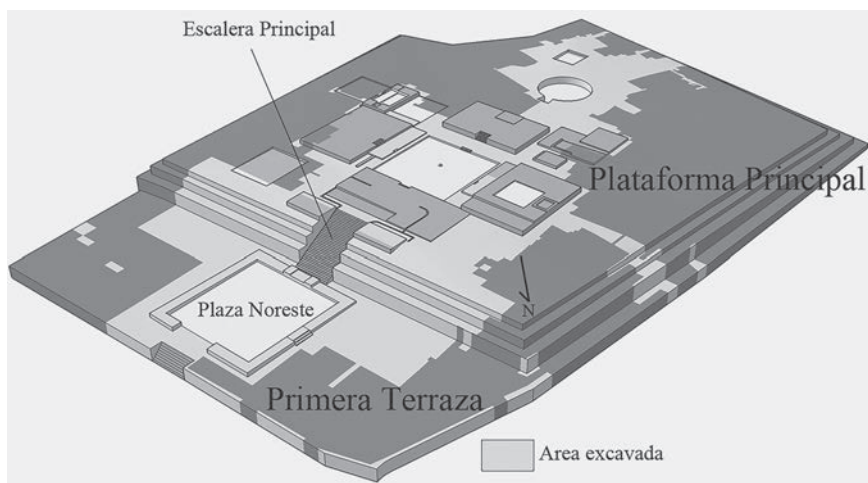 Escalera Principal
Plataforma Principal
N
Plaza Noreste
Primera Terraza
Area excavada